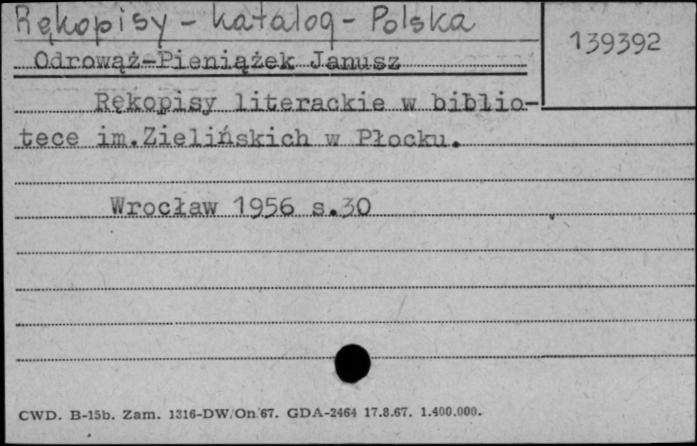 Rękopisy - katalog - Polska
139392
Odrowąż-Pieniążek Janusz
Rękopisy literackie w biblio-
tece im.Zielińskich w Płocku.
Wrocław 1956 s.30
CWD. B-15b. Zam. 1316-DW/On/67. GDA-2464 17.8.67. 1.400.000.